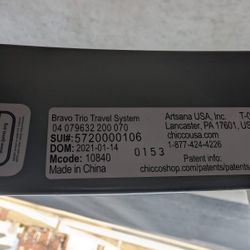 Bravo Trio Travel System
04 079632 200 070
SUI#: 5720000106
DOM: 2021-01-14
Mcode: 10840
Made in China
0153
Artsana USA, Inc.
Lancaster, PA 17601,
chiccousa.com
1-877-424-4226
Patent info:
chiccoshop.com/patents/patents